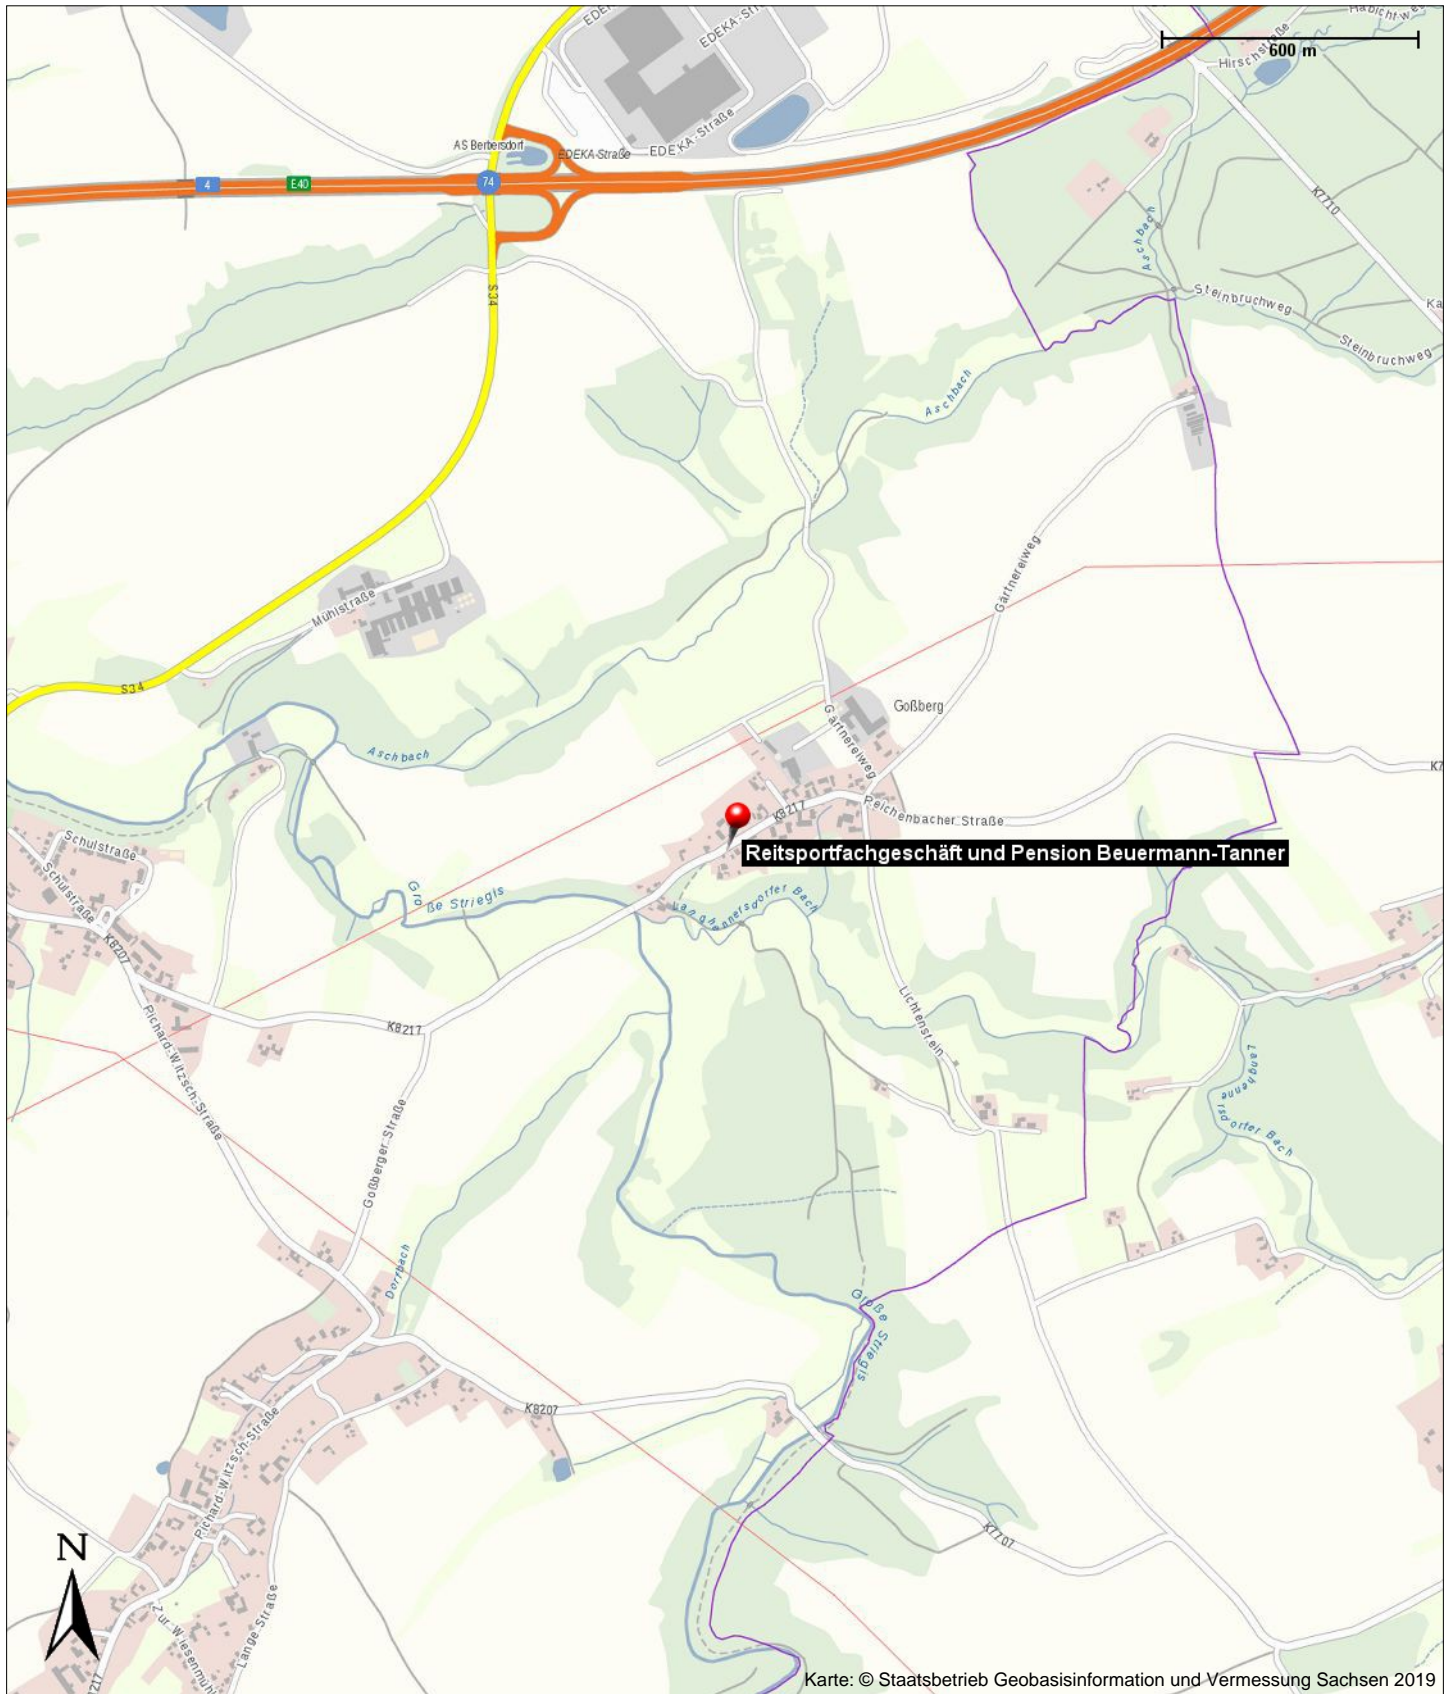 EDEKA-Straße
Habichtweg
600 m
Hirschstraße
AS Berbersdorf
EDEKA-Straße
EDEKA-Straße
4
E40
74
K7710
Aschbach
S34
Steinbruchweg
Steinbruchweg
Aschbach
Mühlstraße
Gärtnereiweg
S34
Goßberg
Gärtnereiweg
Aschbach
K8217
Reichenbacher Straße
Reitsportfachgeschäft und Pension Beuermann-Tanner
Schulstraße
Schulstraße
Große Striegis
Langhennersdorfer Bach
K8207
Lichtenstein
K8217
Richard-Witzsch-Straße
Langhennersdorfer Bach
Goßberger Straße
Dorfbach
Große Striegis
K8207
Richard-Witzsch-Straße
K7707
N
Lange Straße
Karte: © Staatsbetrieb Geobasisinformation und Vermessung Sachsen 2019